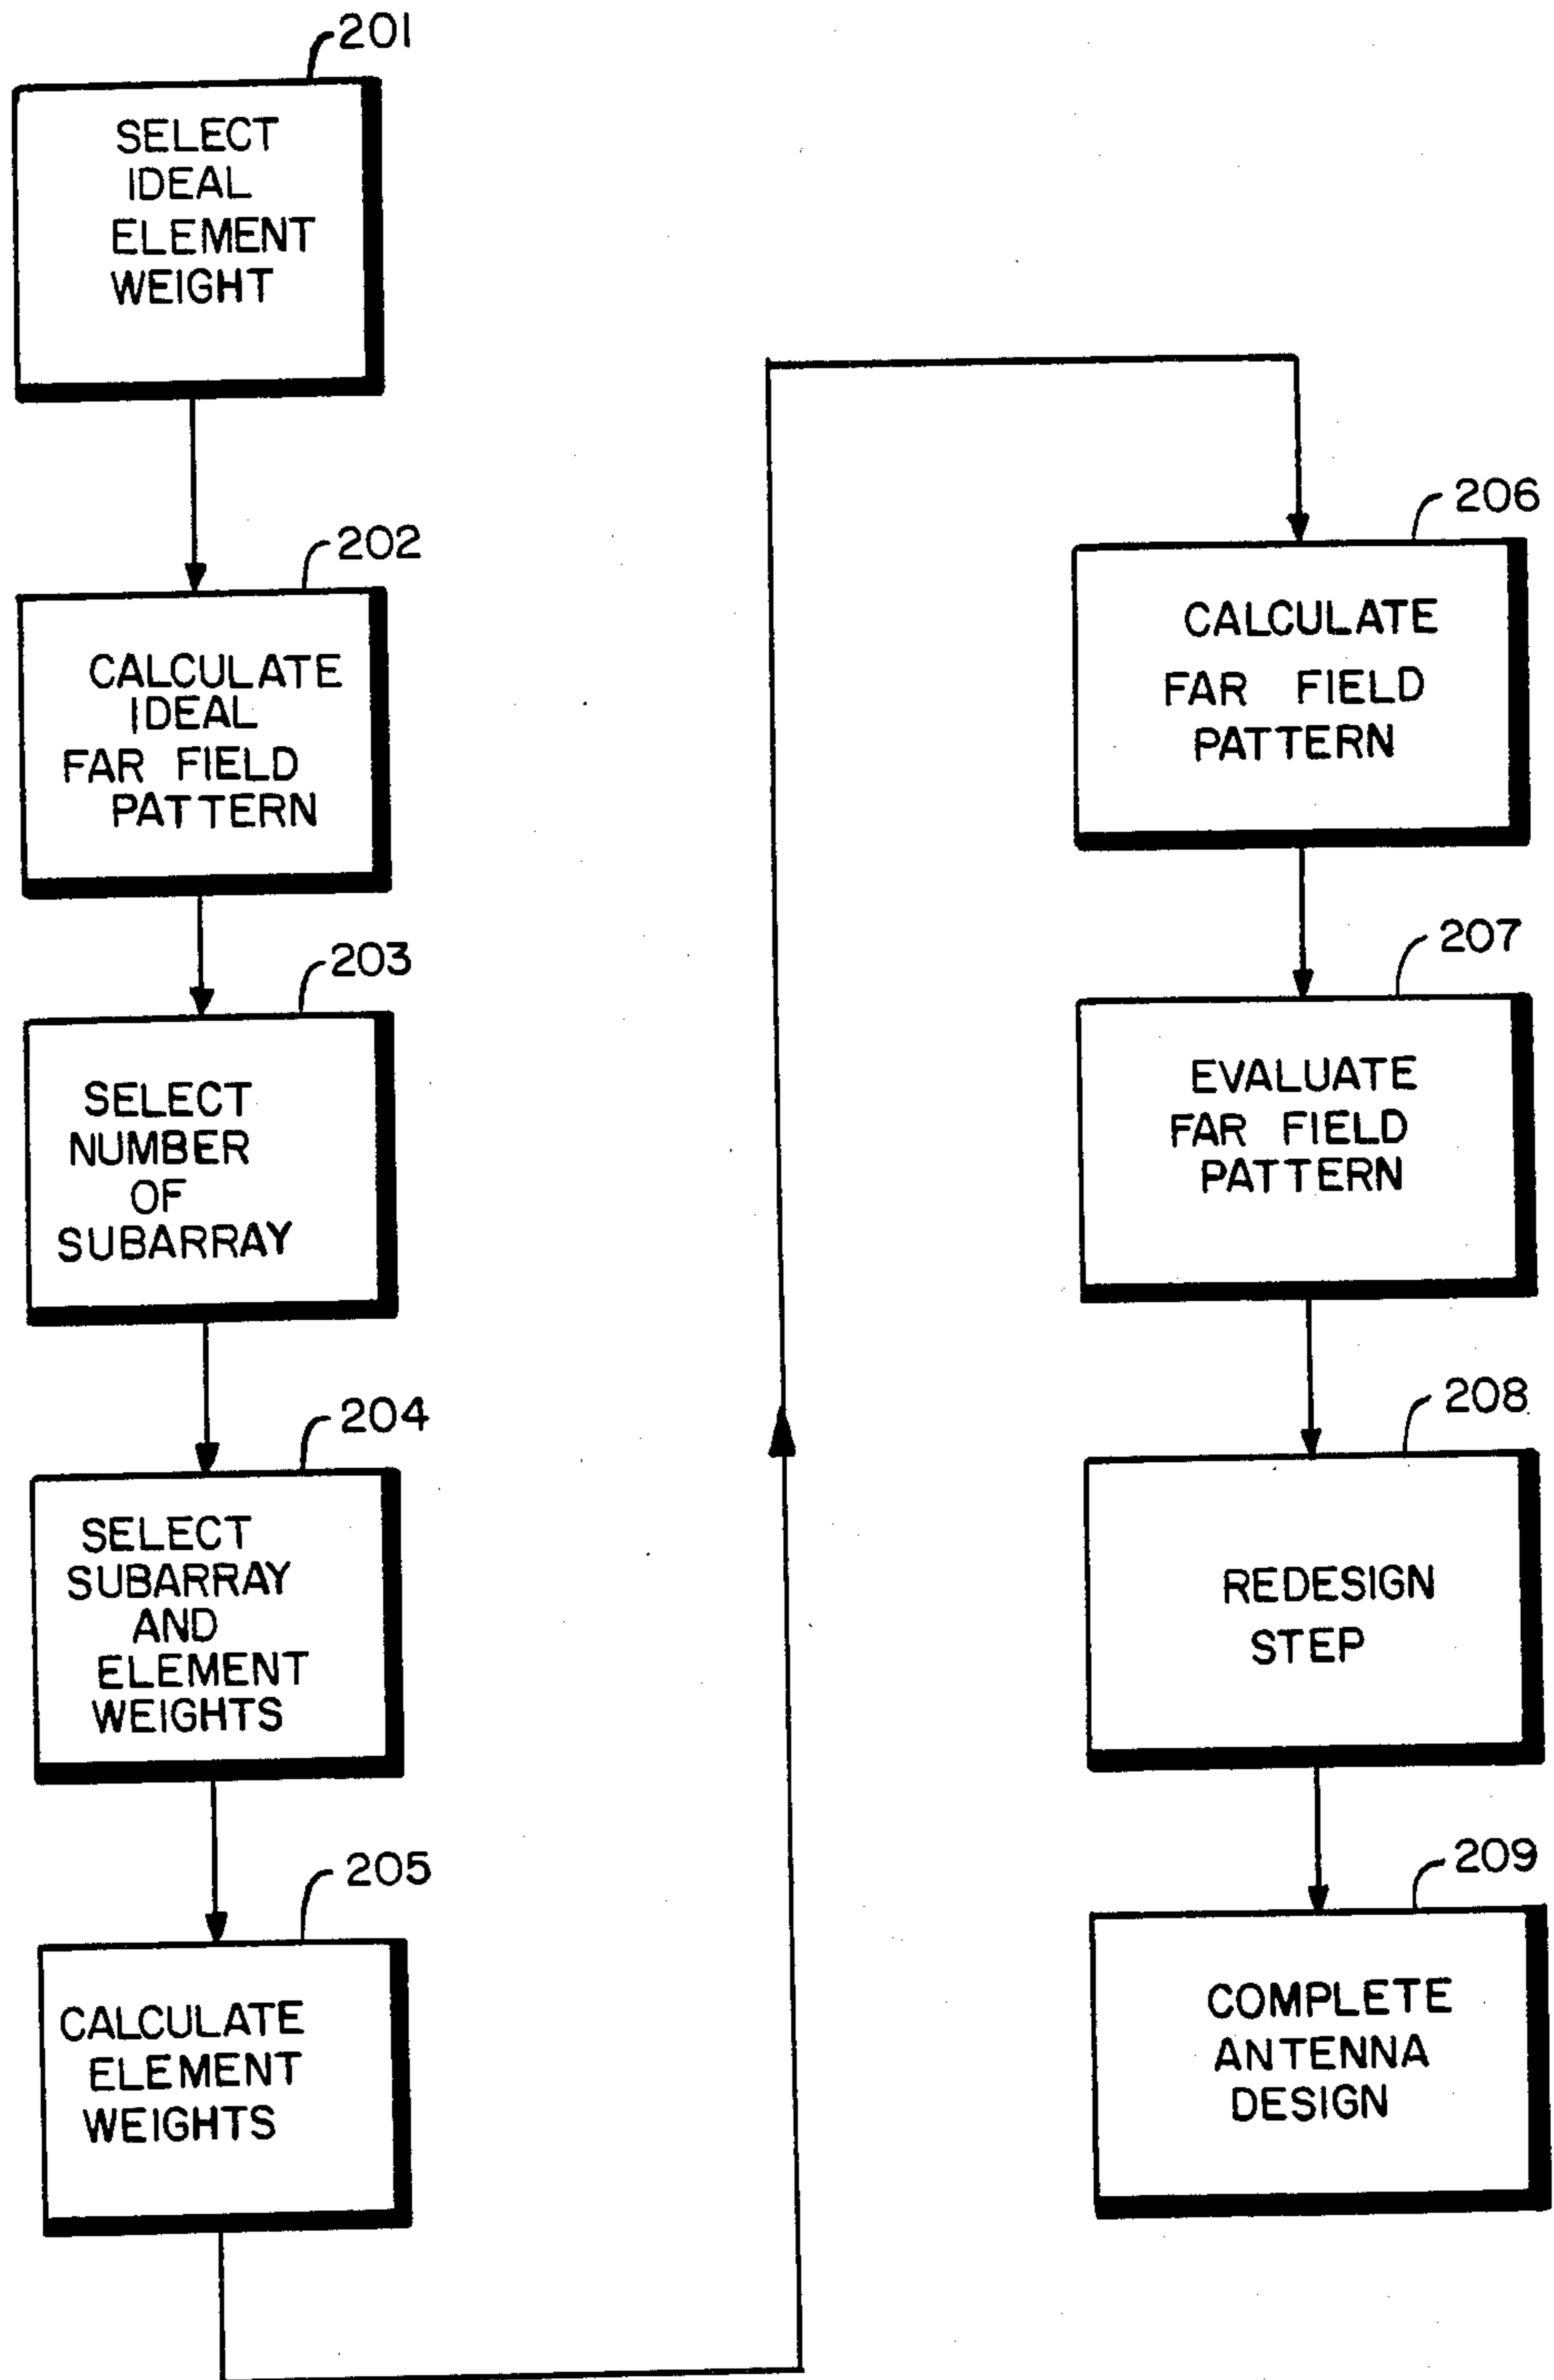 201
SELECT
IDEAL
ELEMENT
WEIGHT
202
CALCULATE
IDEAL
FAR FIELD
PATTERN
203
SELECT
NUMBER
OF
SUBARRAY
204
SELECT
SUBARRAY
AND
ELEMENT
WEIGHTS
205
CALCULATE
ELEMENT
WEIGHTS
206
CALCULATE
FAR FIELD
PATTERN
207
EVALUATE
FAR FIELD
PATTERN
208
REDESIGN
STEP
209
COMPLETE
ANTENNA
DESIGN